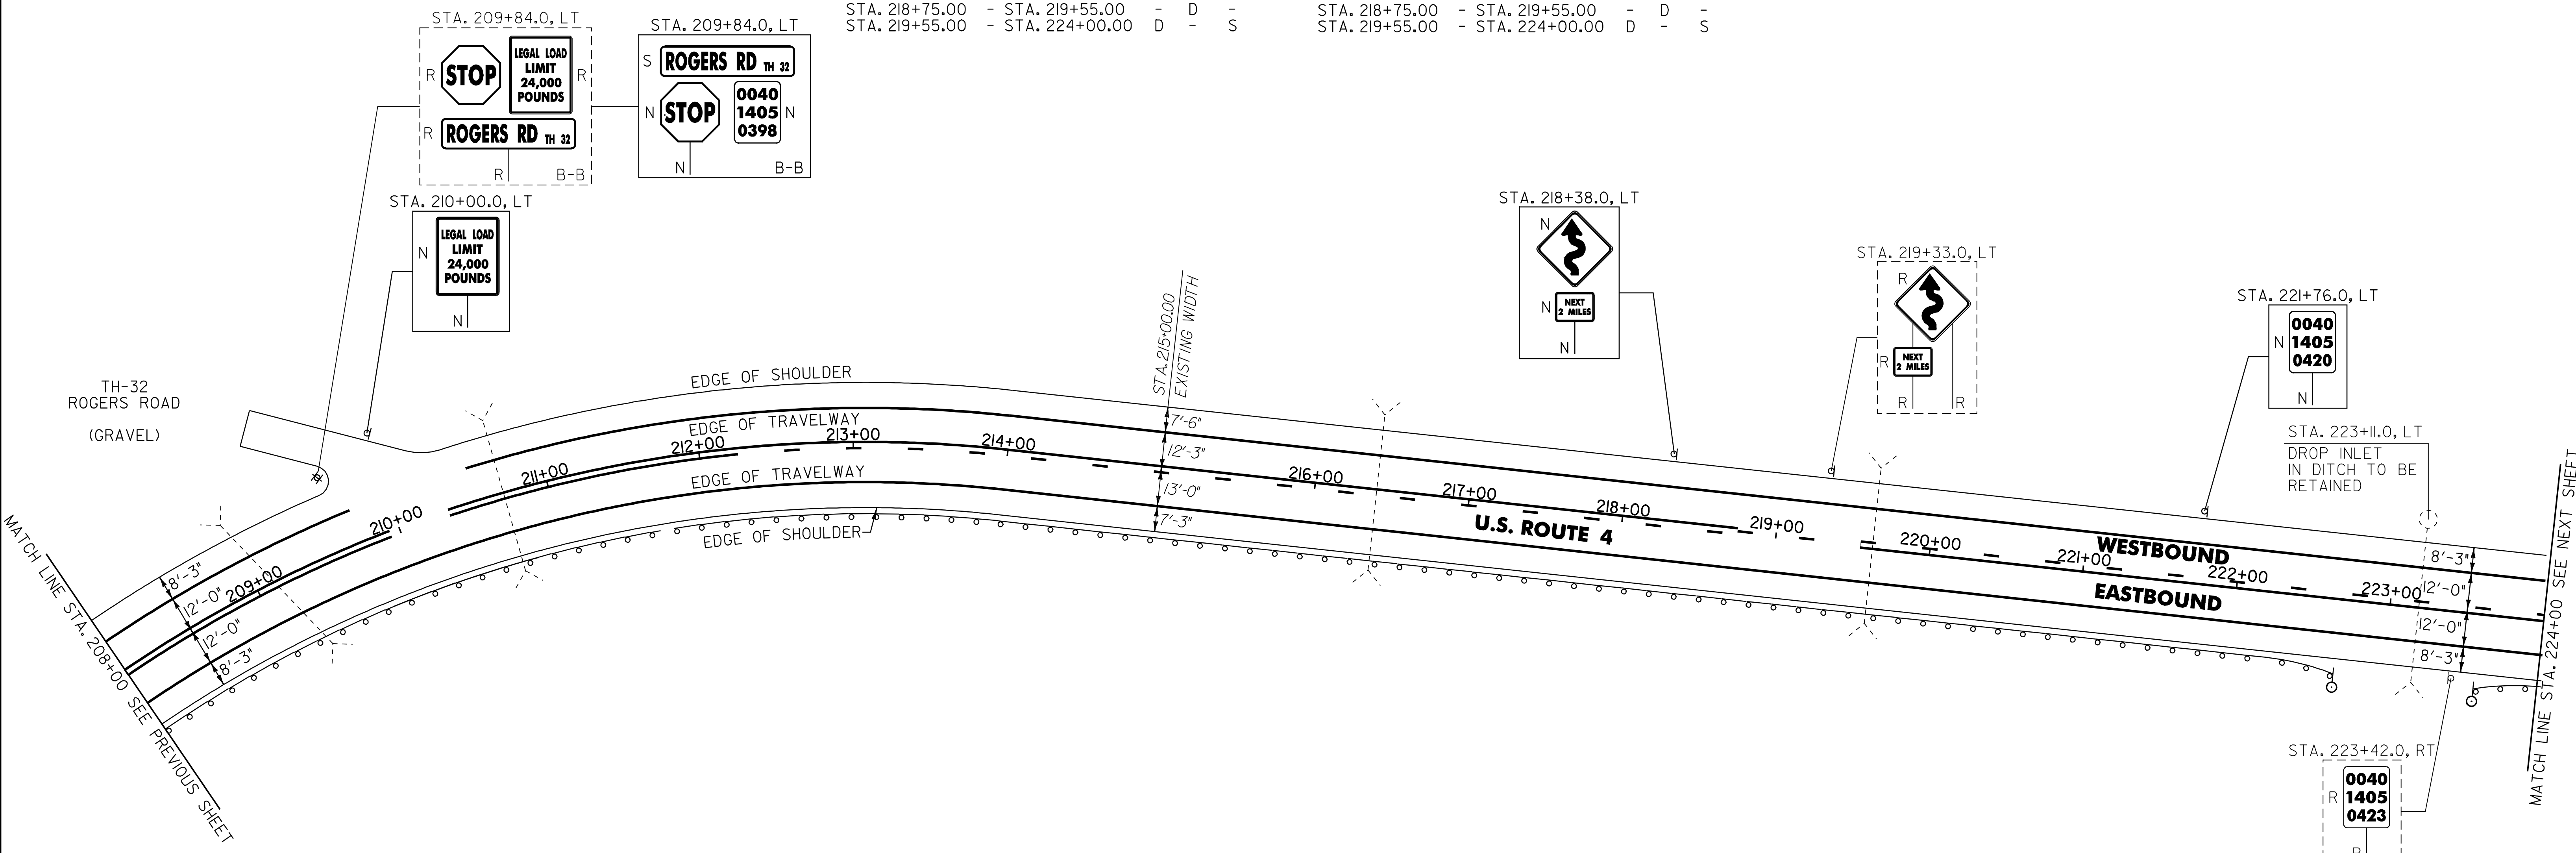 STA. 218+75.00 - STA. 219+55.00 - D -
STA. 219+55.00 - STA. 224+00.00 D - S
STA. 218+75.00 - STA. 219+55.00 - D -
STA. 219+55.00 - STA. 224+00.00 D - S
STA. 209+84.0, LT
R STOP
LEGAL LOAD
LIMIT
24,000
POUNDS
R
R ROGERS RD TH 32
R B-B
STA. 209+84.0, LT
S ROGERS RD TH 32
N STOP
0040
1405 N
0398
N B-B
STA. 210+00.0, LT
LEGAL LOAD
N LIMIT
24,000
POUNDS
N
STA. 218+38.0, LT
N
N NEXT
2 MILES
N
STA. 219+33.0, LT
R
R NEXT
2 MILES
R R
STA. 221+76.0, LT
0040
N 1405
0420
N
STA. 223+11.0, LT
DROP INLET
IN DITCH TO BE
RETAINED
TH-32
ROGERS ROAD
(GRAVEL)
EDGE OF SHOULDER
EDGE OF TRAVELWAY
EDGE OF TRAVELWAY
EDGE OF SHOULDER
STA. 215+00.00
EXISTING WIDTH
7'-6"
12'-3"
13'-0"
7'-3"
209+00
210+00
211+00
212+00
213+00
214+00
216+00
217+00
218+00
219+00
220+00
221+00
222+00
223+00
8'-3"
12'-0"
12'-0"
8'-3"
U.S. ROUTE 4
WESTBOUND
EASTBOUND
8'-3"
12'-0"
12'-0"
8'-3"
MATCH LINE STA. 208+00 SEE PREVIOUS SHEET
MATCH LINE STA. 224+00 SEE NEXT SHEET
STA. 223+42.0, RT
0040
R 1405
0423
R